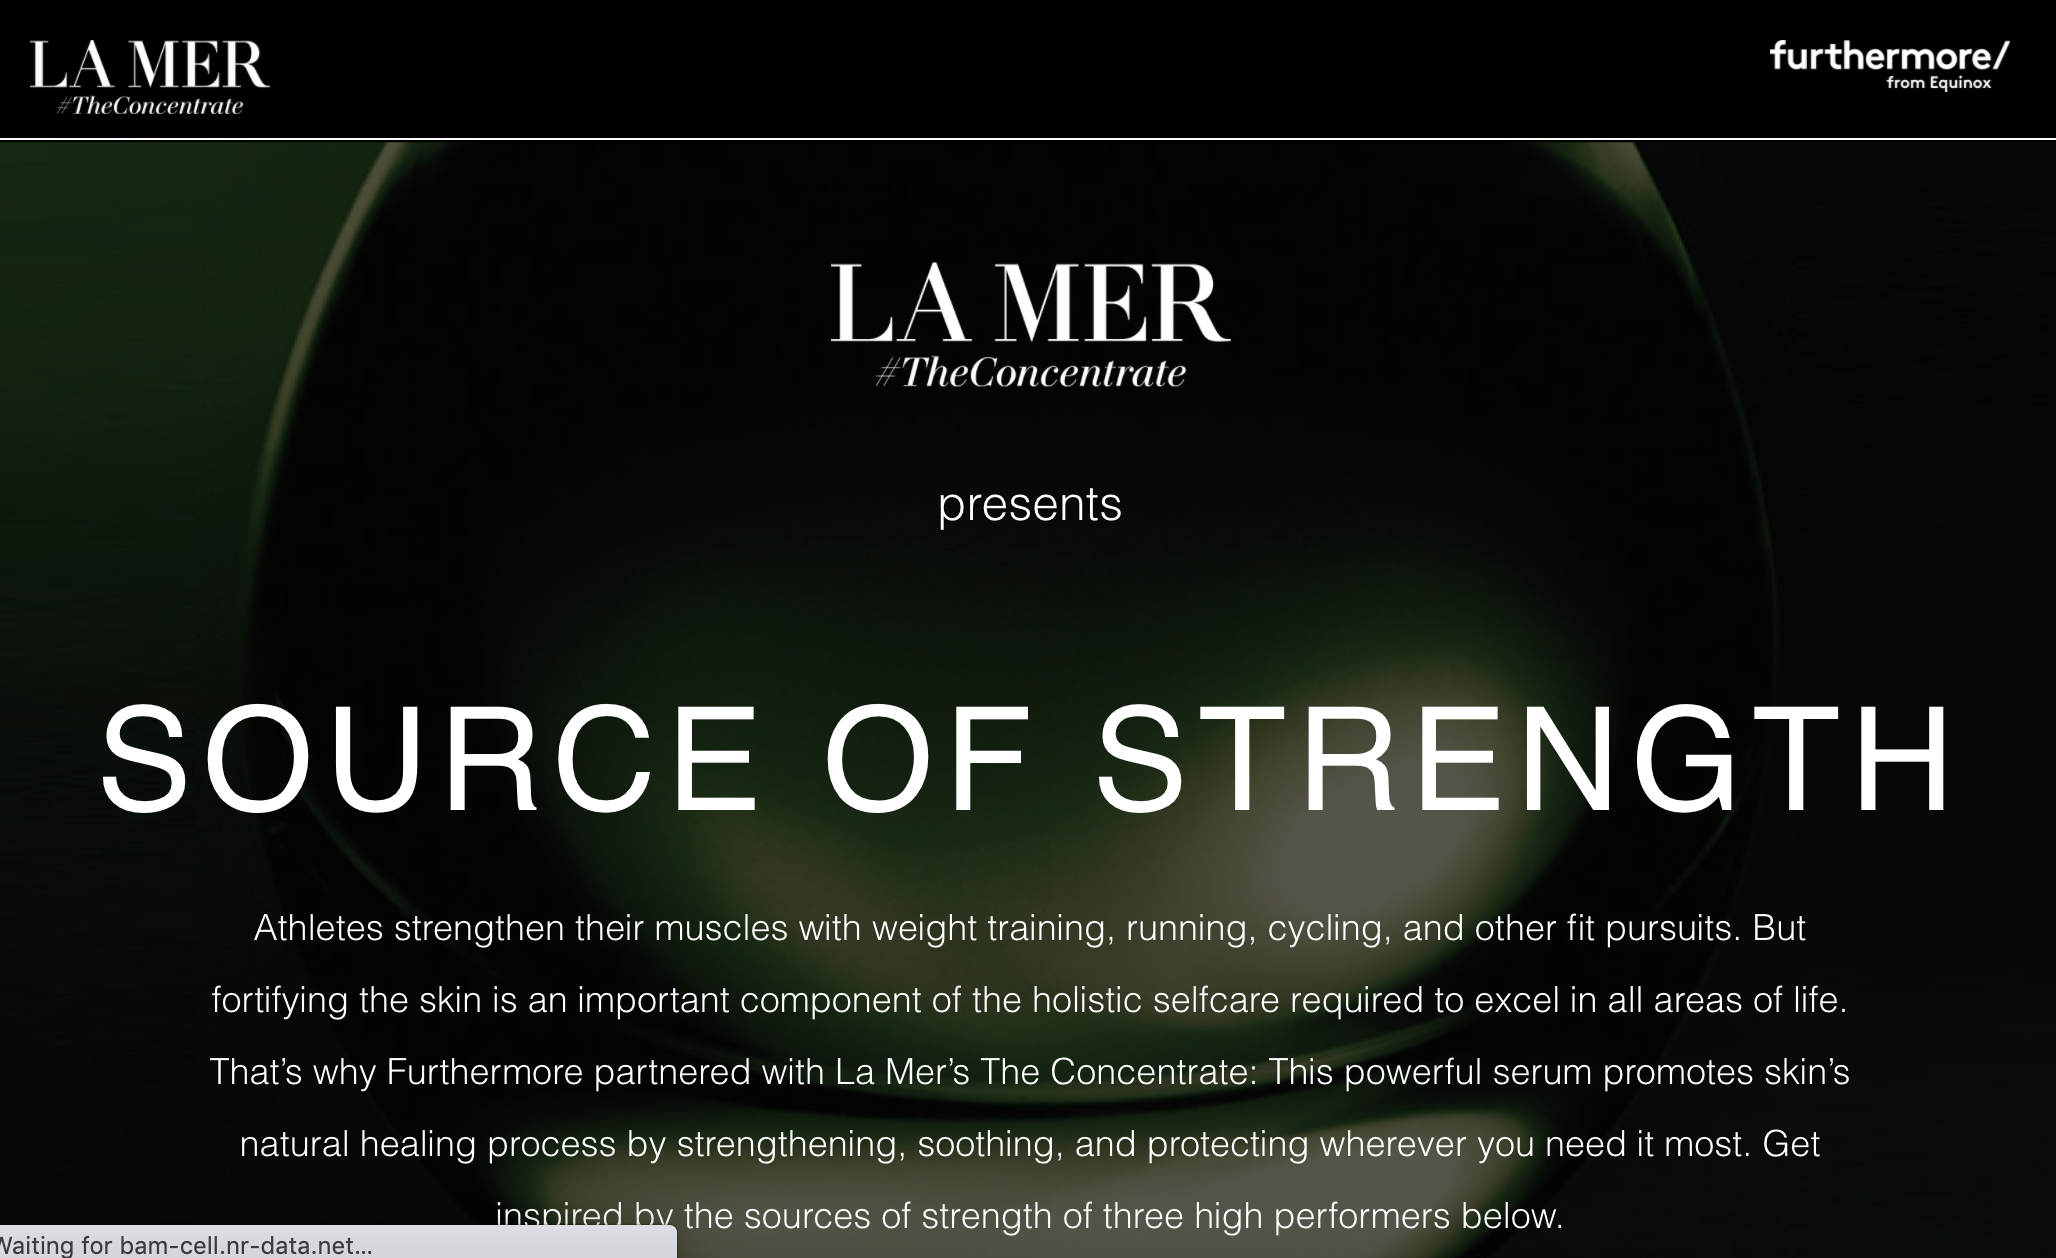 LA MER
#TheConcentrate
furthermore/
from Equinox
LA MER
#TheConcentrate
presents
SOURCE OF STRENGTH
Athletes strengthen their muscles with weight training, running, cycling, and other fit pursuits. But
fortifying the skin is an important component of the holistic selfcare required to excel in all areas of life.
That’s why Furthermore partnered with La Mer’s The Concentrate: This powerful serum promotes skin’s
natural healing process by strengthening, soothing, and protecting wherever you need it most. Get
inspired by the sources of strength of three high performers below.
Waiting for bam-cell.nr-data.net...